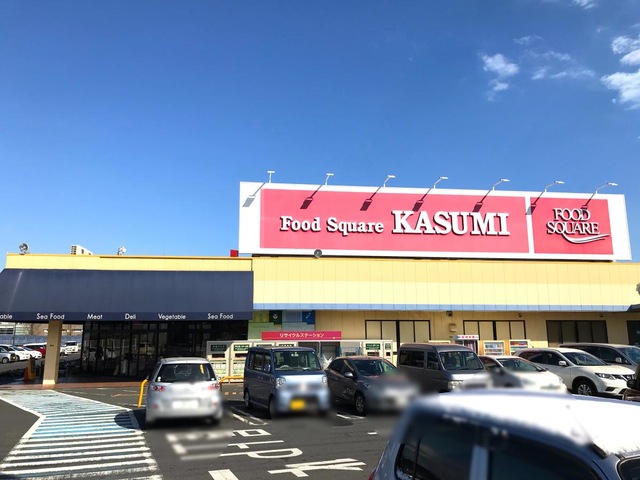 Food Square KASUMI
FOOD
SQUARE
able Sea Food Meat Deli Vegetable Sea Food
リサイクルステーション